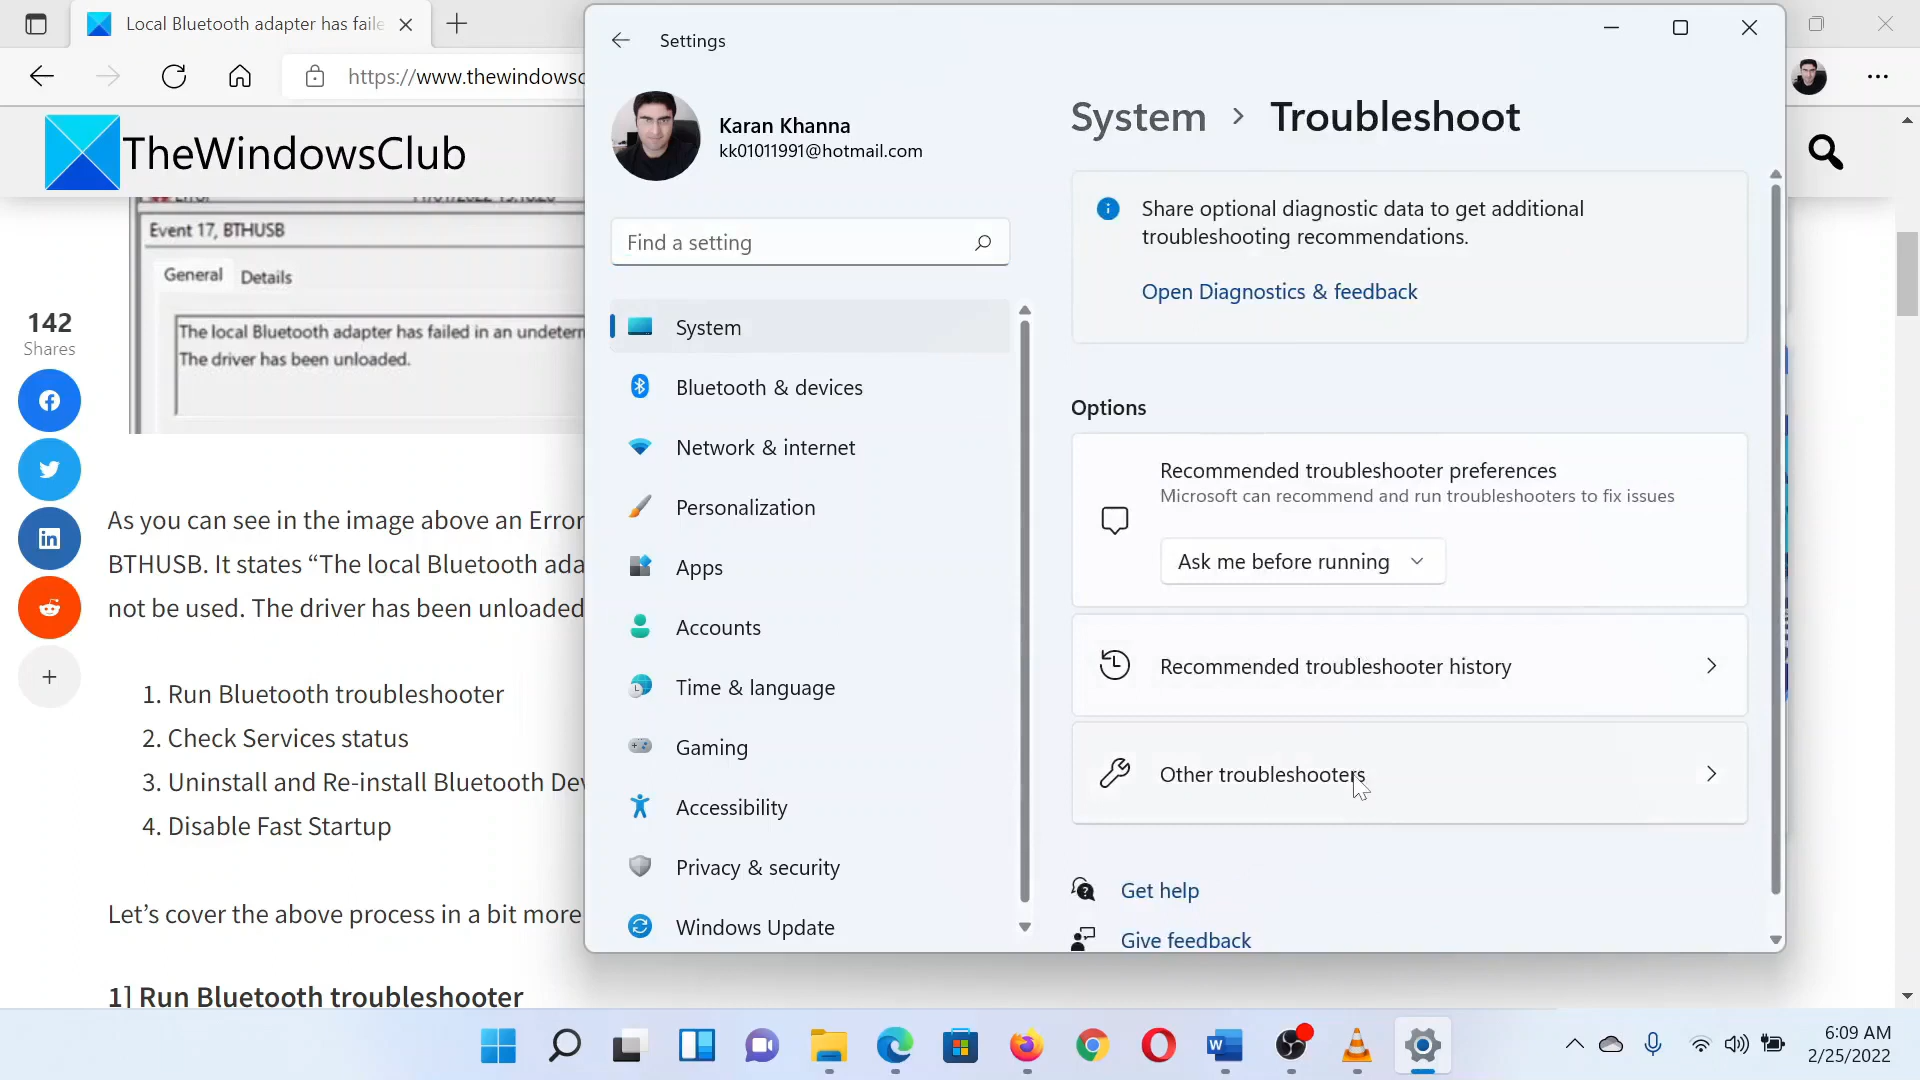 Local Bluetooth adapter has faile
https://www.thewindowsc
TheWindowsClub
Event 17, BTHUSB
General
Details
The local Bluetooth adapter has failed in an undetern
The driver has been unloaded.
142
Shares
As you can see in the image above an Error
BTHUSB. It states “The local Bluetooth ada
not be used. The driver has been unloaded
1. Run Bluetooth troubleshooter
2. Check Services status
3. Uninstall and Re-install Bluetooth De
4. Disable Fast Startup
Let’s cover the above process in a bit more
1] Run Bluetooth troubleshooter
Settings
Karan Khanna
kk01011991@hotmail.com
Find a setting
System
Bluetooth & devices
Network & internet
Personalization
Apps
Accounts
Time & language
Gaming
Accessibility
Privacy & security
Windows Update
System > Troubleshoot
Share optional diagnostic data to get additional
troubleshooting recommendations.
Open Diagnostics & feedback
Options
Recommended troubleshooter preferences
Microsoft can recommend and run troubleshooters to fix issues
Ask me before running
Recommended troubleshooter history
Other troubleshooters
Get help
Give feedback
6:09 AM
2/25/2022